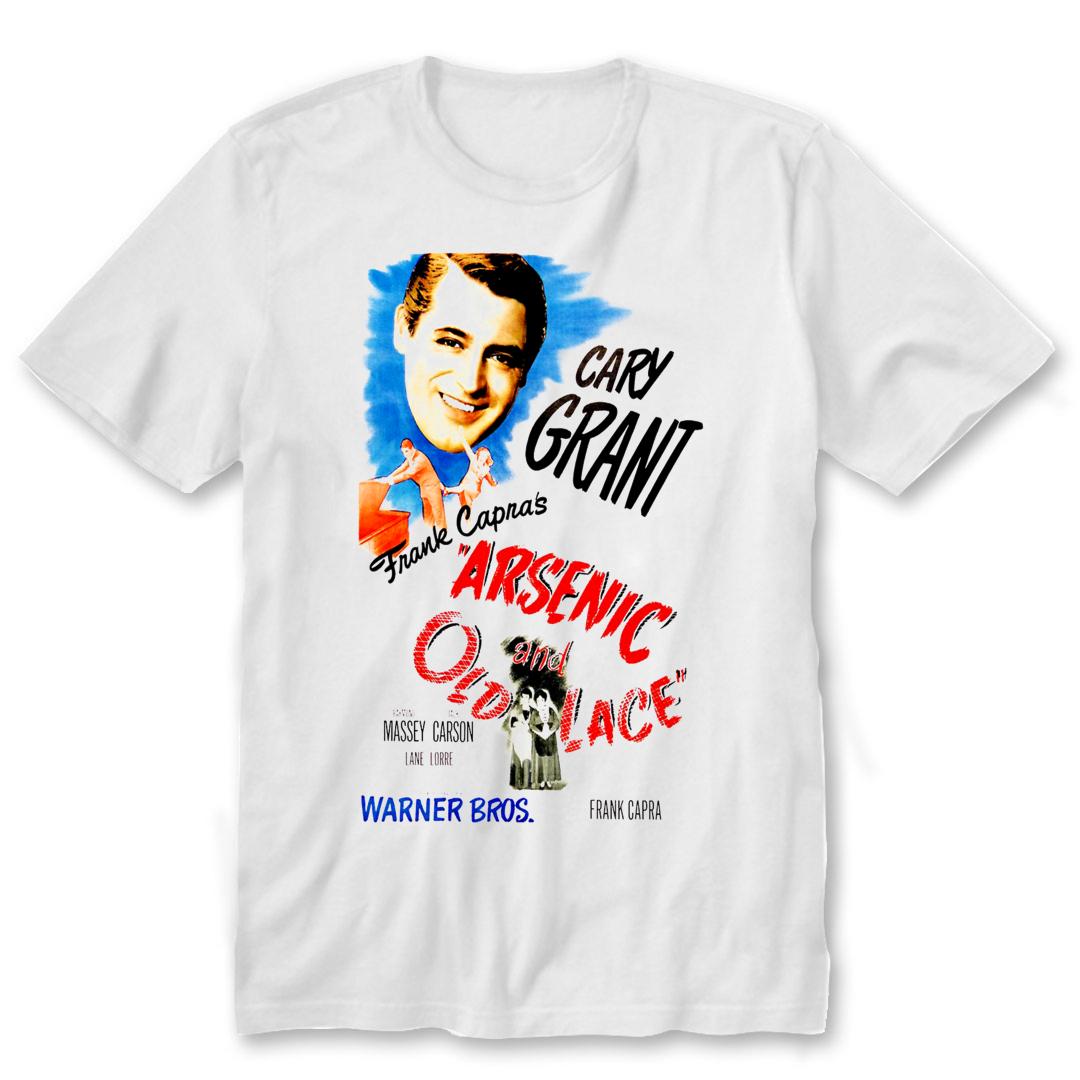 CARY
GRANT
Frank Capra's
"ARSENIC
and
OLD LACE"
MASSEY CARSON
LANE LORRE
WARNER BROS.
FRANK CAPRA